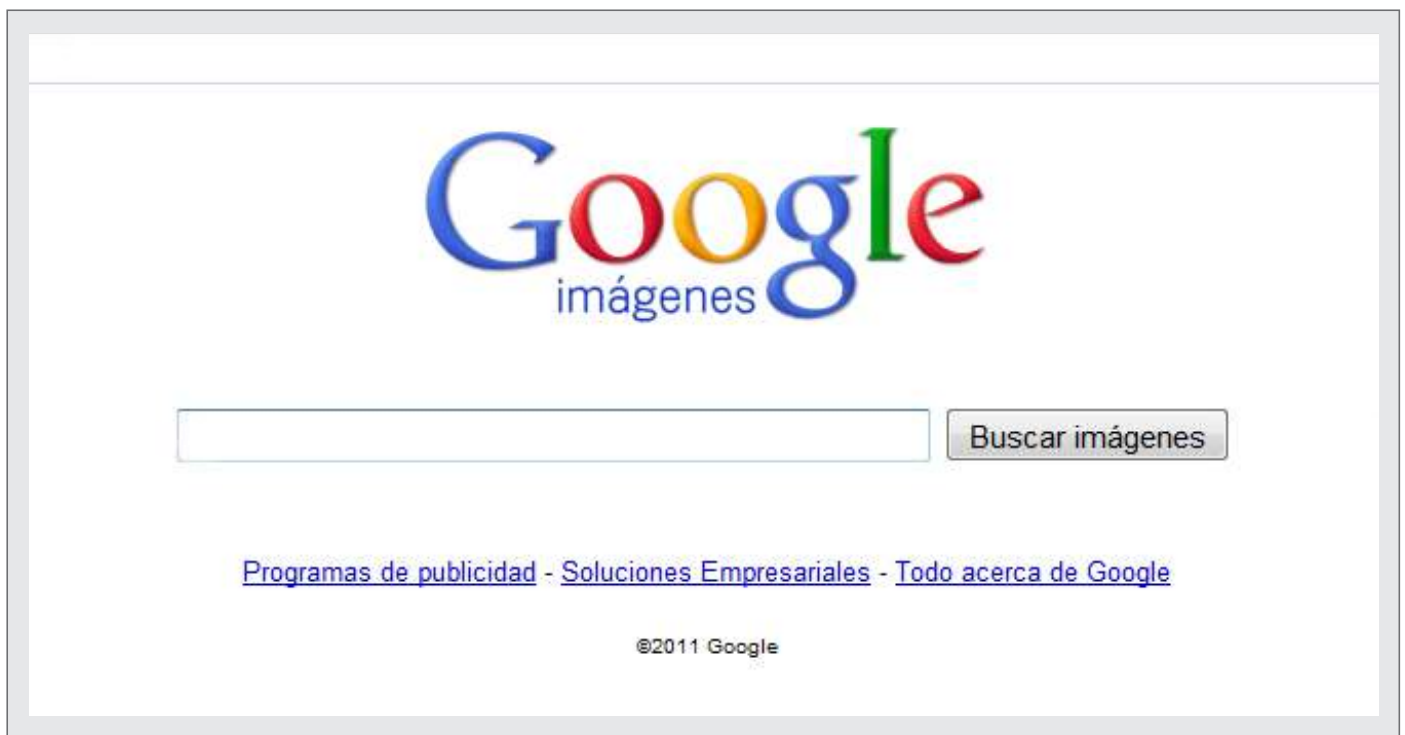 Google
imágenes
Buscar imágenes
Programas de publicidad - Soluciones Empresariales - Todo acerca de Google
©2011 Google